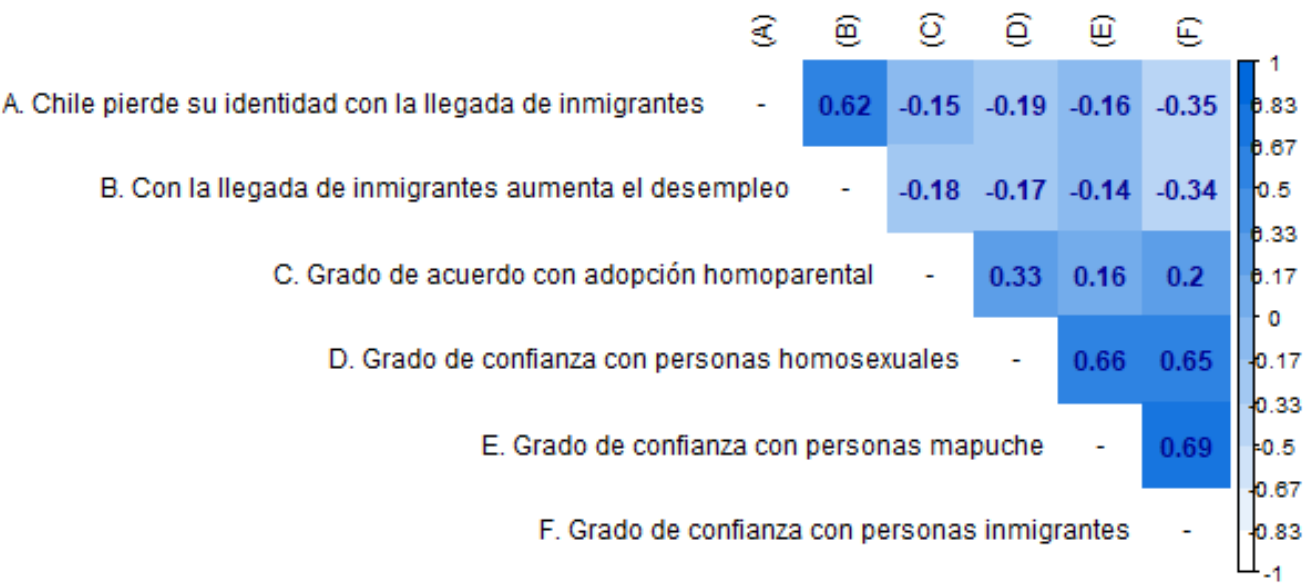 (A) (B) (C) (D) (E) (F)
A. Chile pierde su identidad con la llegada de inmigrantes - 0.62 -0.15 -0.19 -0.16 -0.35
B. Con la llegada de inmigrantes aumenta el desempleo - -0.18 -0.17 -0.14 -0.34
C. Grado de acuerdo con adopción homoparental - 0.33 0.16 0.2
D. Grado de confianza con personas homosexuales - 0.66 0.65
E. Grado de confianza con personas mapuche - 0.69
F. Grado de confianza con personas inmigrantes -
1
0.83
0.67
0.5
0.33
0.17
0
-0.17
-0.33
-0.5
-0.67
-0.83
-1